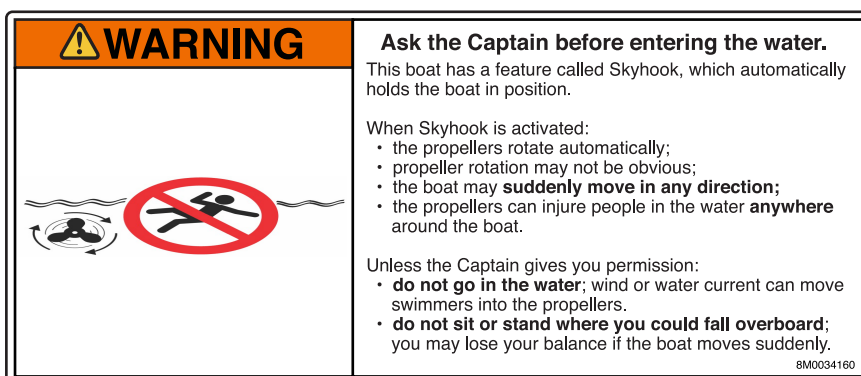 WARNING
Ask the Captain before entering the water.
This boat has a feature called Skyhook, which automatically
holds the boat in position.
When Skyhook is activated:
• the propellers rotate automatically;
• propeller rotation may not be obvious;
• the boat may suddenly move in any direction;
• the propellers can injure people in the water anywhere
around the boat.
Unless the Captain gives you permission:
• do not go in the water; wind or water current can move
swimmers into the propellers.
• do not sit or stand where you could fall overboard;
you may lose your balance if the boat moves suddenly.
8M0034160